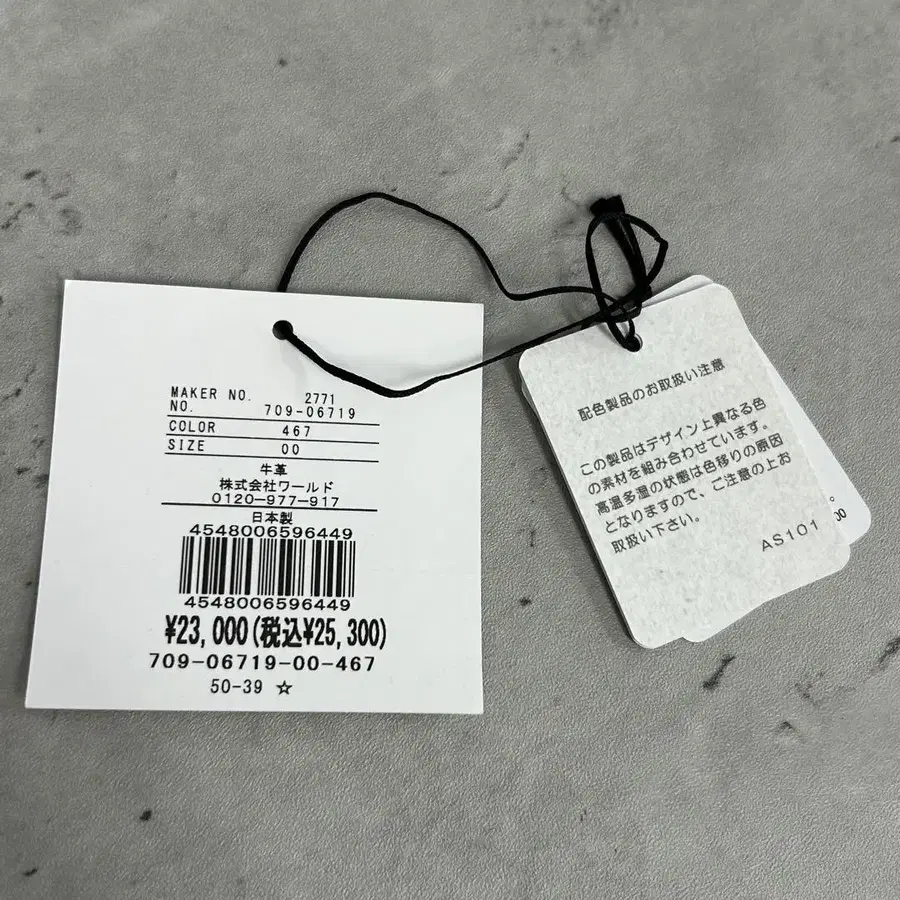 MAKER NO. 2771
NO. 709-06719
COLOR 467
SIZE 00
牛革
株式会社ワールド
0120-977-917
日本製
4548006596449
4548006596449
¥23,000(税込¥25,300)
709-06719-00-467
50-39 ☆
配色製品のお取扱い注意
この製品はデザイン上異なる色
の素材を組み合わせています。
高温多湿の状態は色移りの原因
となりますので、ご注意の上お
取扱い下さい。
AS101